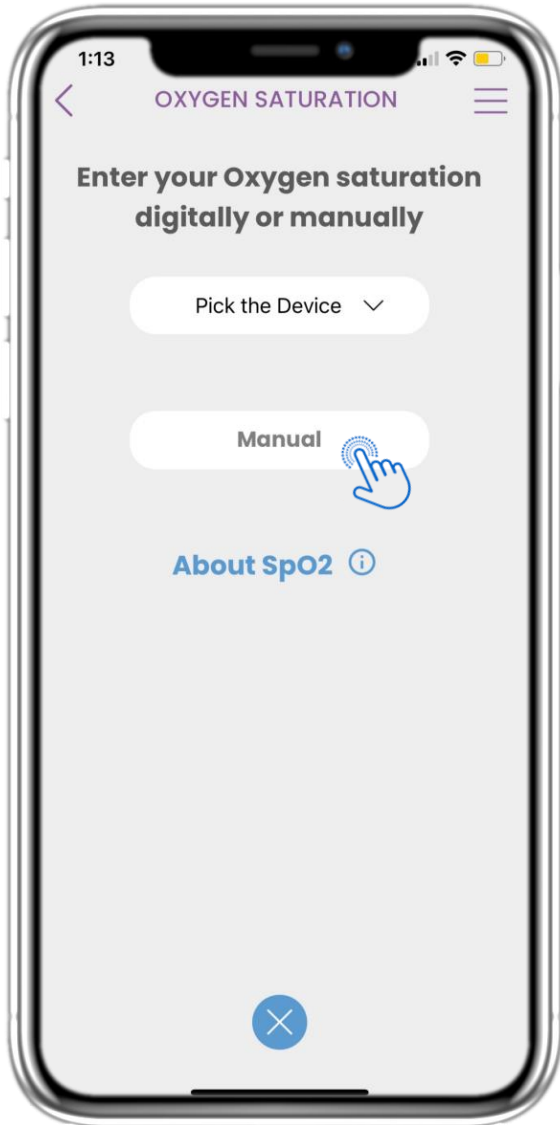 1:13
OXYGEN SATURATION
Enter your Oxygen saturation
digitally or manually
Pick the Device
Manual
About SpO2